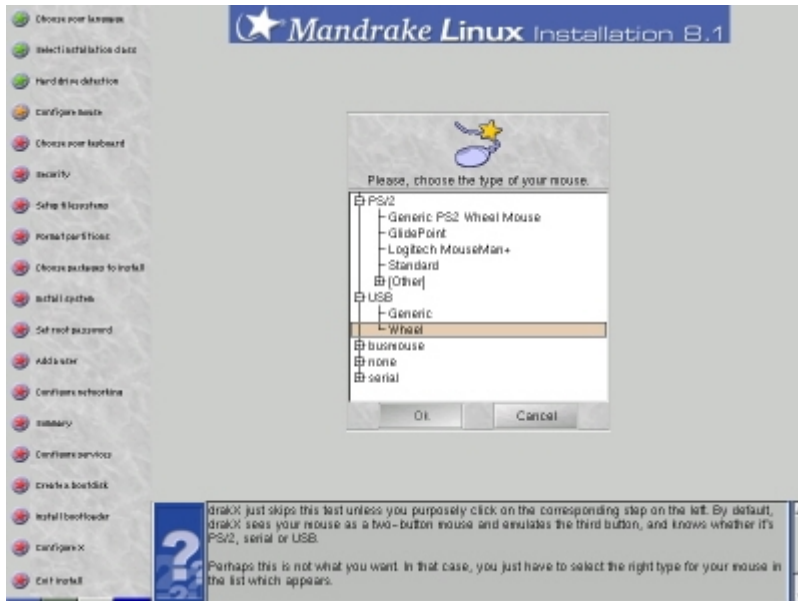 Mandrake Linux Installation 8.1
Choose your language
Select installation class
Hard drive detection
Configure mouse
Choose your keyboard
Security
Setup filesystems
Format partitions
Choose packages to install
Install system
Set root password
Add a user
Configure networking
Summary
Configure services
Create a bootdisk
Install bootloader
Configure X
Exit install
Please, choose the type of your mouse.
PS/2
Generic PS2 Wheel Mouse
GlidePoint
Logitech MouseMan+
Standard
[Other]
USB
Generic
Wheel
busmouse
none
serial
Ok
Cancel
drakX just skips this test unless you purposely click on the corresponding step on the left. By default,
drakX sees your mouse as a two-button mouse and emulates the third button, and knows whether it's
PS/2, serial or USB.
Perhaps this is not what you want. In that case, you just have to select the right type for your mouse in
the list which appears.